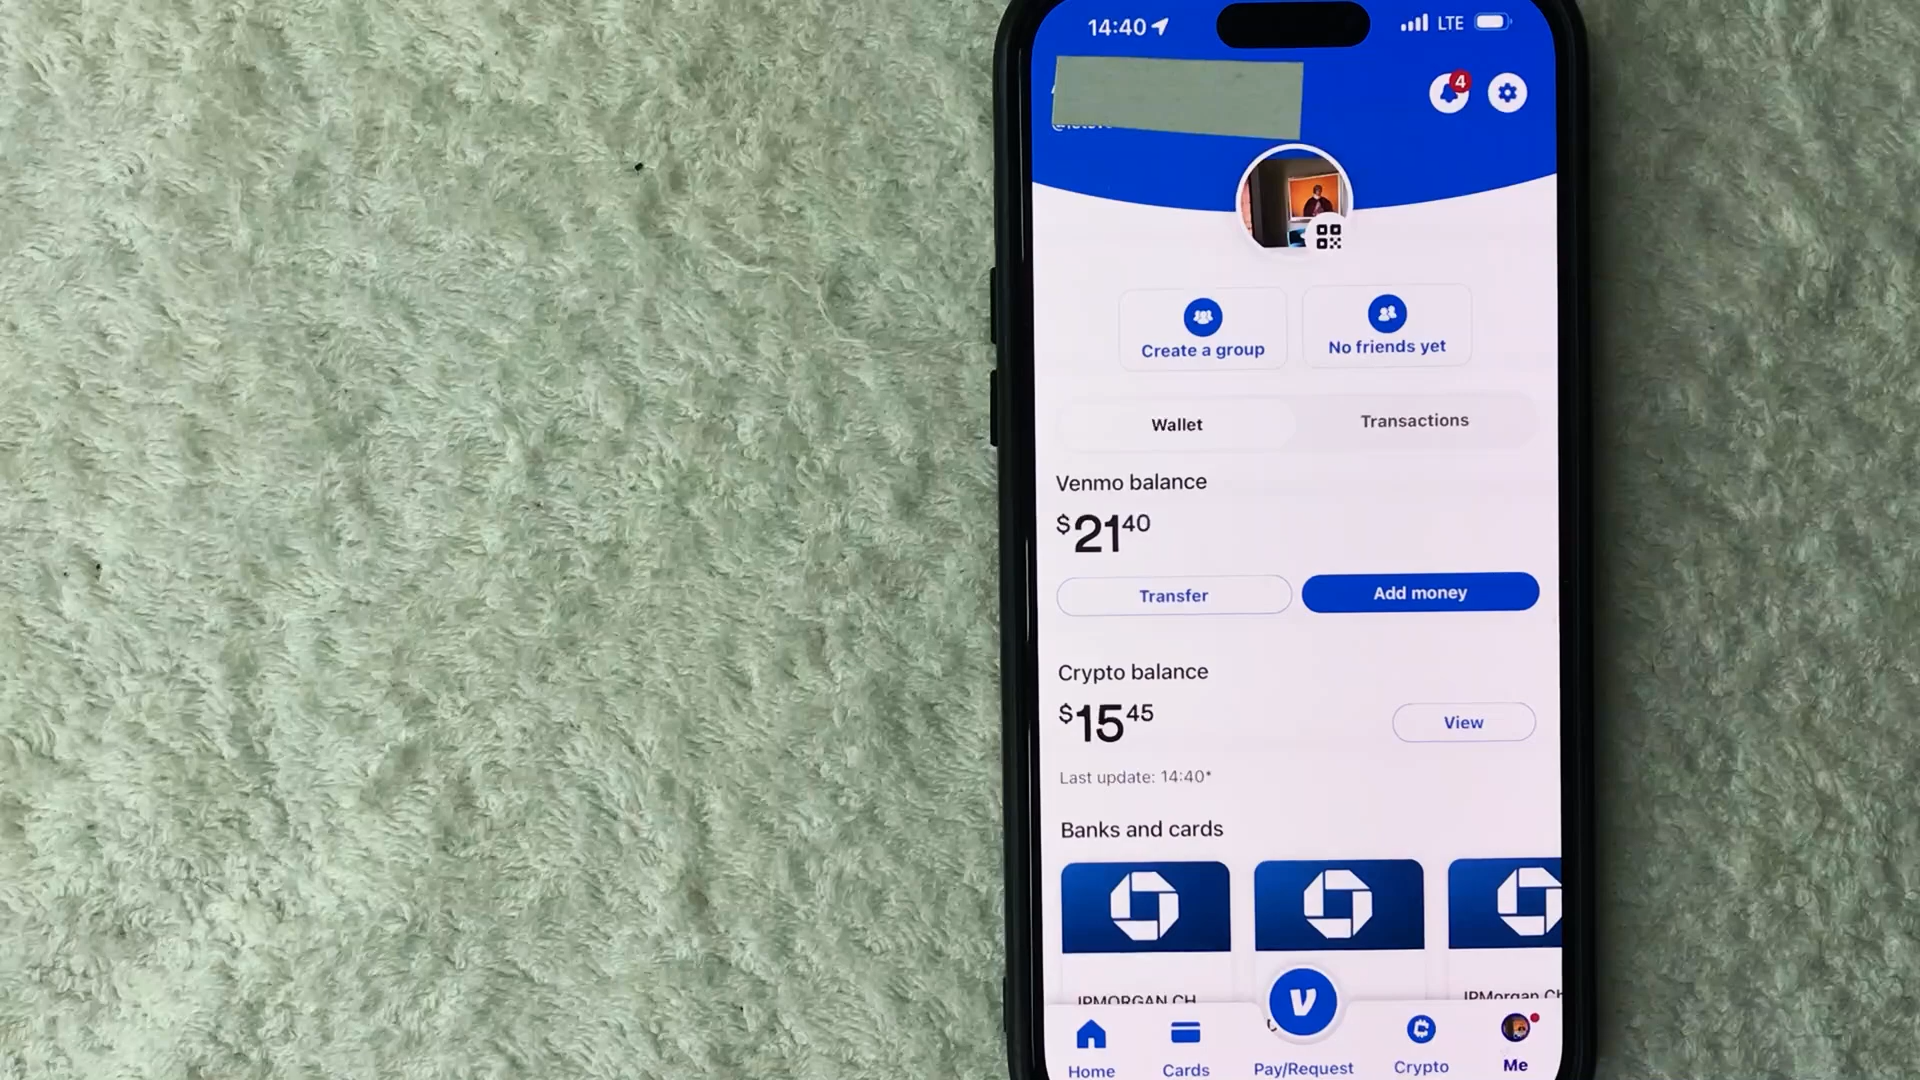 14:40 LTE
4
Create a group No friends yet
Wallet Transactions
Venmo balance
$21 40
Transfer Add money
Crypto balance
$15 45
View
Last update: 14:40*
Banks and cards
JPMORGAN CH JPMorgan Ch
Home Cards Pay/Request Crypto Me